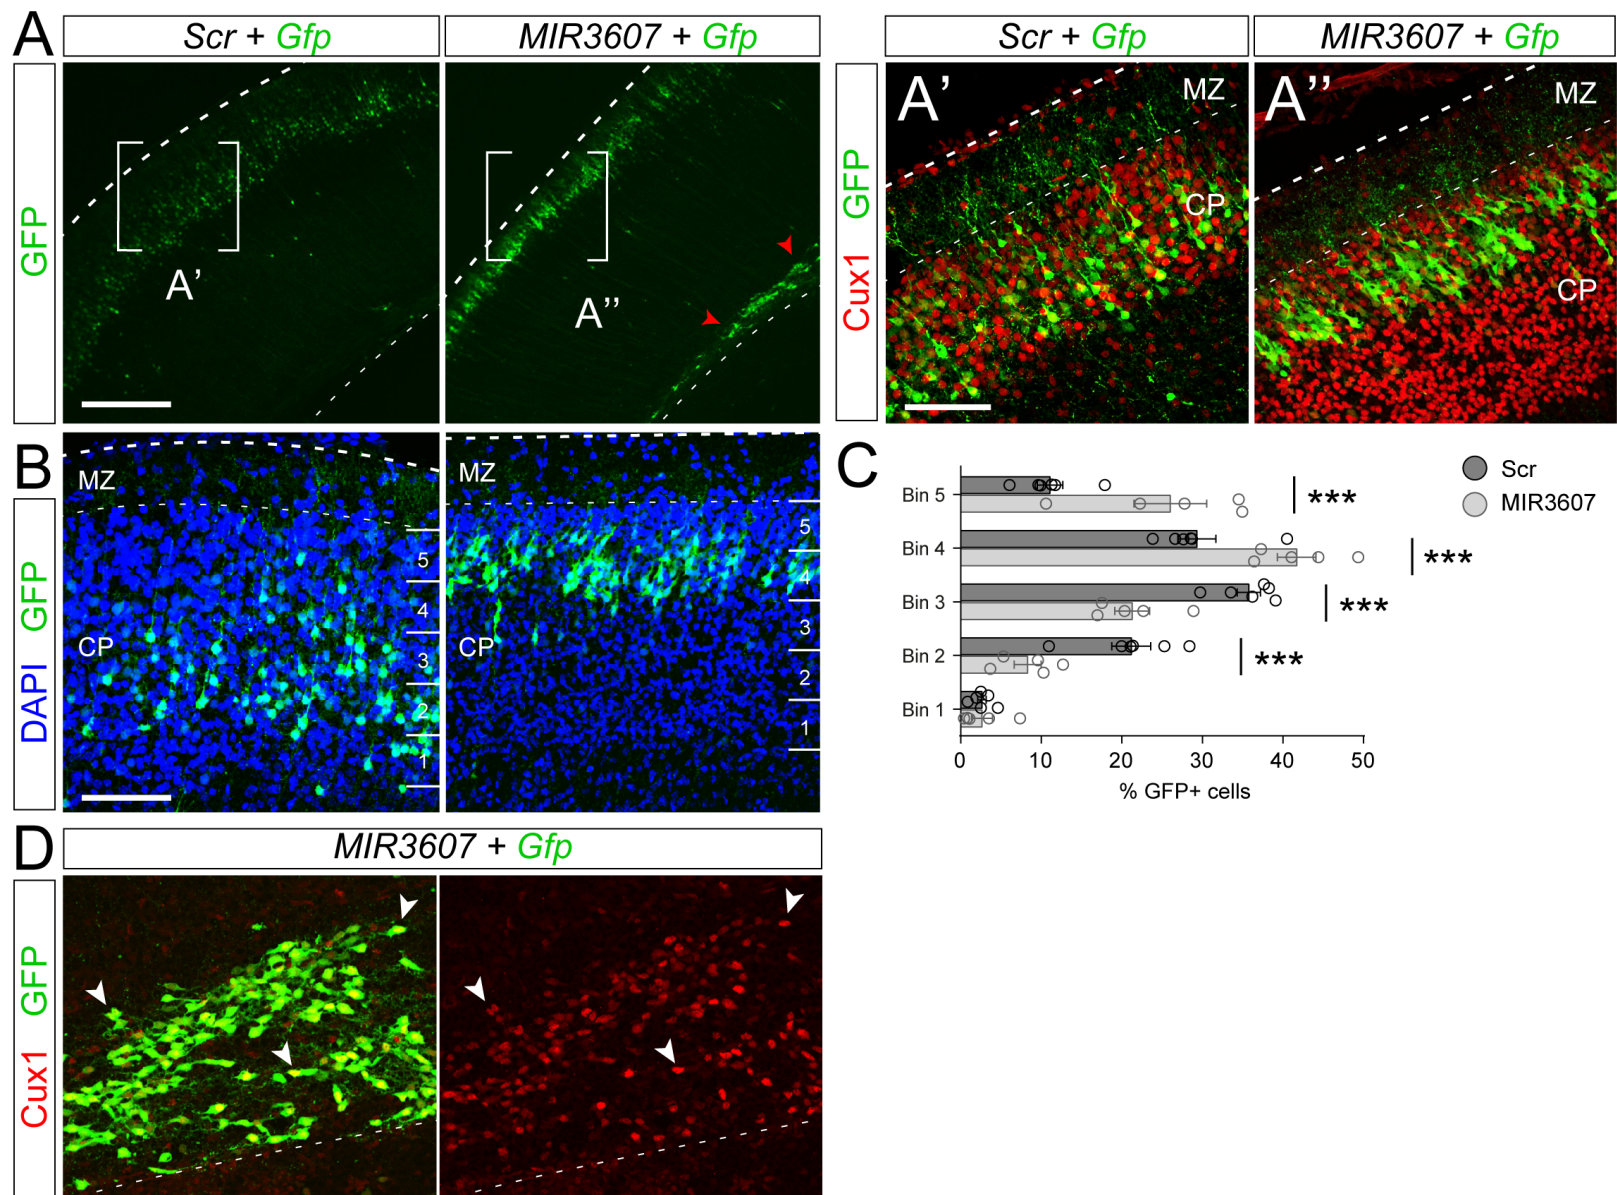 A
Scr + Gfp
MIR3607 + Gfp
Scr + Gfp
MIR3607 + Gfp
GFP
A'
A''
Cux1 GFP
A'
MZ
CP
A''
MZ
CP
B
DAPI GFP
MZ
CP
5
4
3
2
1
MZ
CP
5
4
3
2
1
C
Scr
MIR3607
Bin 5
***
Bin 4
***
Bin 3
***
Bin 2
***
Bin 1
0 10 20 30 40 50
% GFP+ cells
D
MIR3607 + Gfp
Cux1 GFP